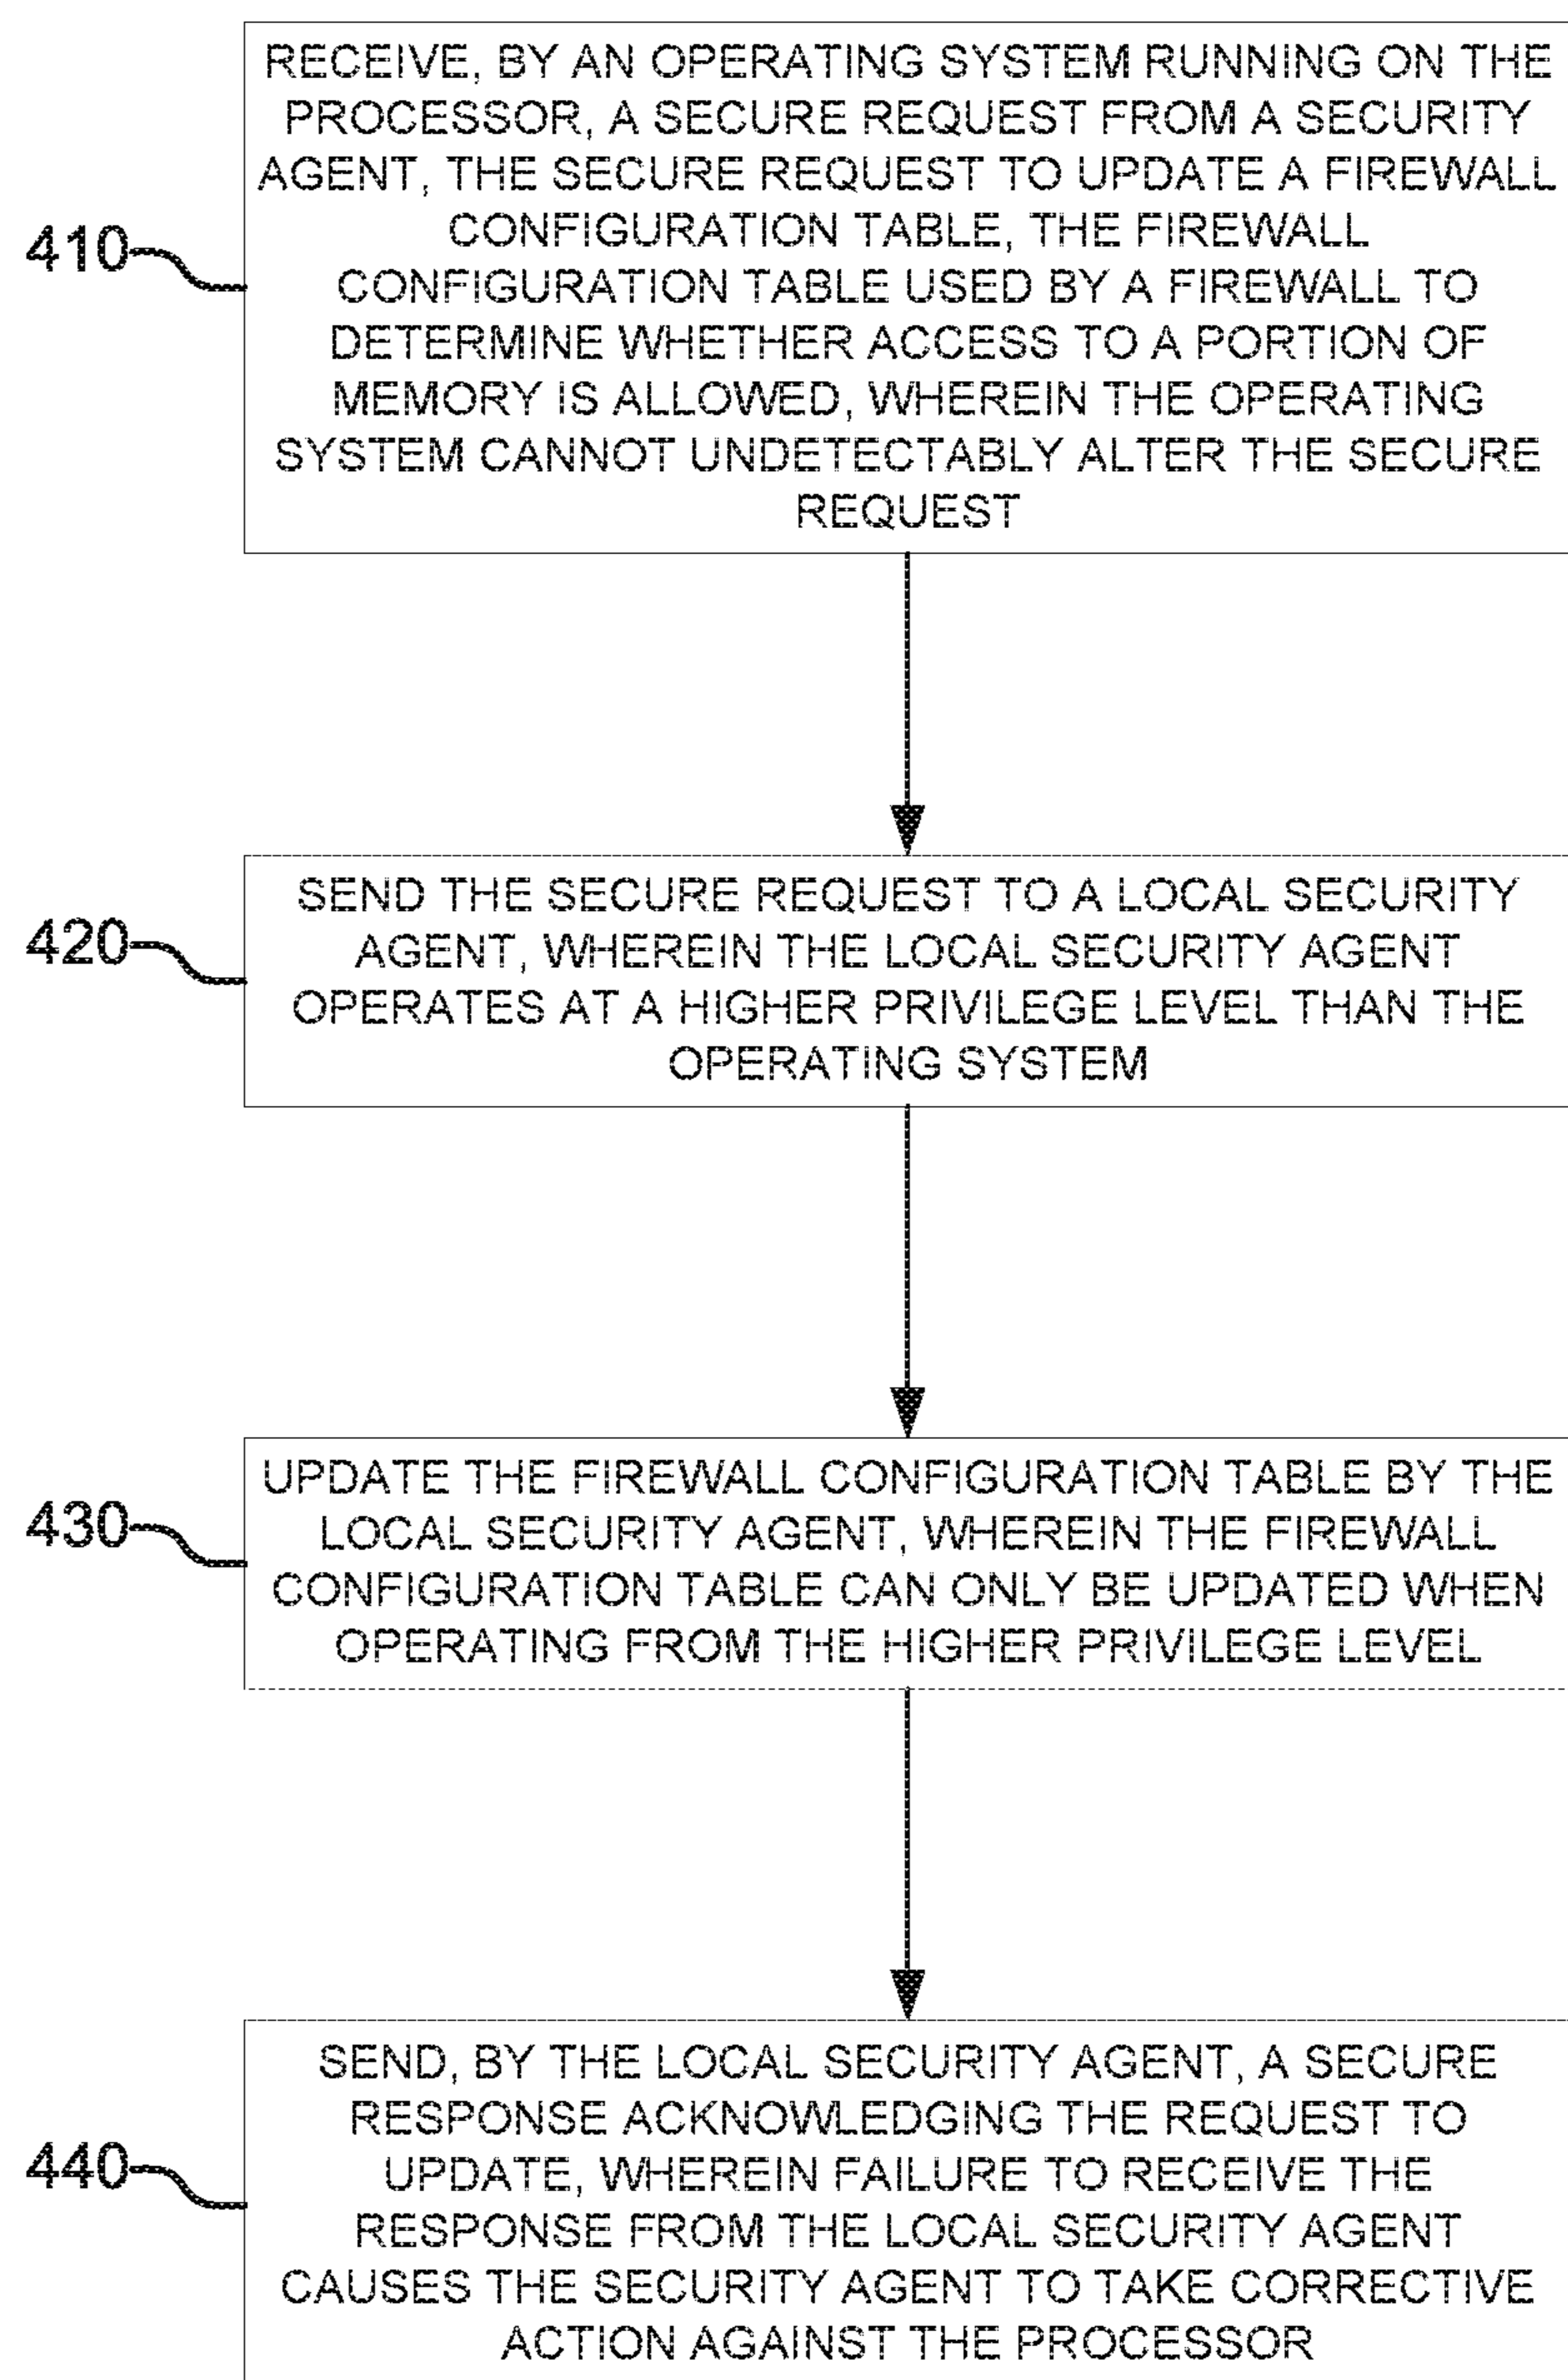 RECEIVE, BY AN OPERATING SYSTEM RUNNING ON THE
PROCESSOR, A SECURE REQUEST FROM A SECURITY
AGENT, THE SECURE REQUEST TO UPDATE A FIREWALL
CONFIGURATION TABLE, THE FIREWALL
CONFIGURATION TABLE USED BY A FIREWALL TO
DETERMINE WHETHER ACCESS TO A PORTION OF
MEMORY IS ALLOWED, WHEREIN THE OPERATING
SYSTEM CANNOT UNDETECTABLY ALTER THE SECURE
REQUEST
410
SEND THE SECURE REQUEST TO A LOCAL SECURITY
AGENT, WHEREIN THE LOCAL SECURITY AGENT
OPERATES AT A HIGHER PRIVILEGE LEVEL THAN THE
OPERATING SYSTEM
420
UPDATE THE FIREWALL CONFIGURATION TABLE BY THE
LOCAL SECURITY AGENT, WHEREIN THE FIREWALL
CONFIGURATION TABLE CAN ONLY BE UPDATED WHEN
OPERATING FROM THE HIGHER PRIVILEGE LEVEL
430
SEND, BY THE LOCAL SECURITY AGENT, A SECURE
RESPONSE ACKNOWLEDGING THE REQUEST TO
UPDATE, WHEREIN FAILURE TO RECEIVE THE
RESPONSE FROM THE LOCAL SECURITY AGENT
CAUSES THE SECURITY AGENT TO TAKE CORRECTIVE
ACTION AGAINST THE PROCESSOR
440